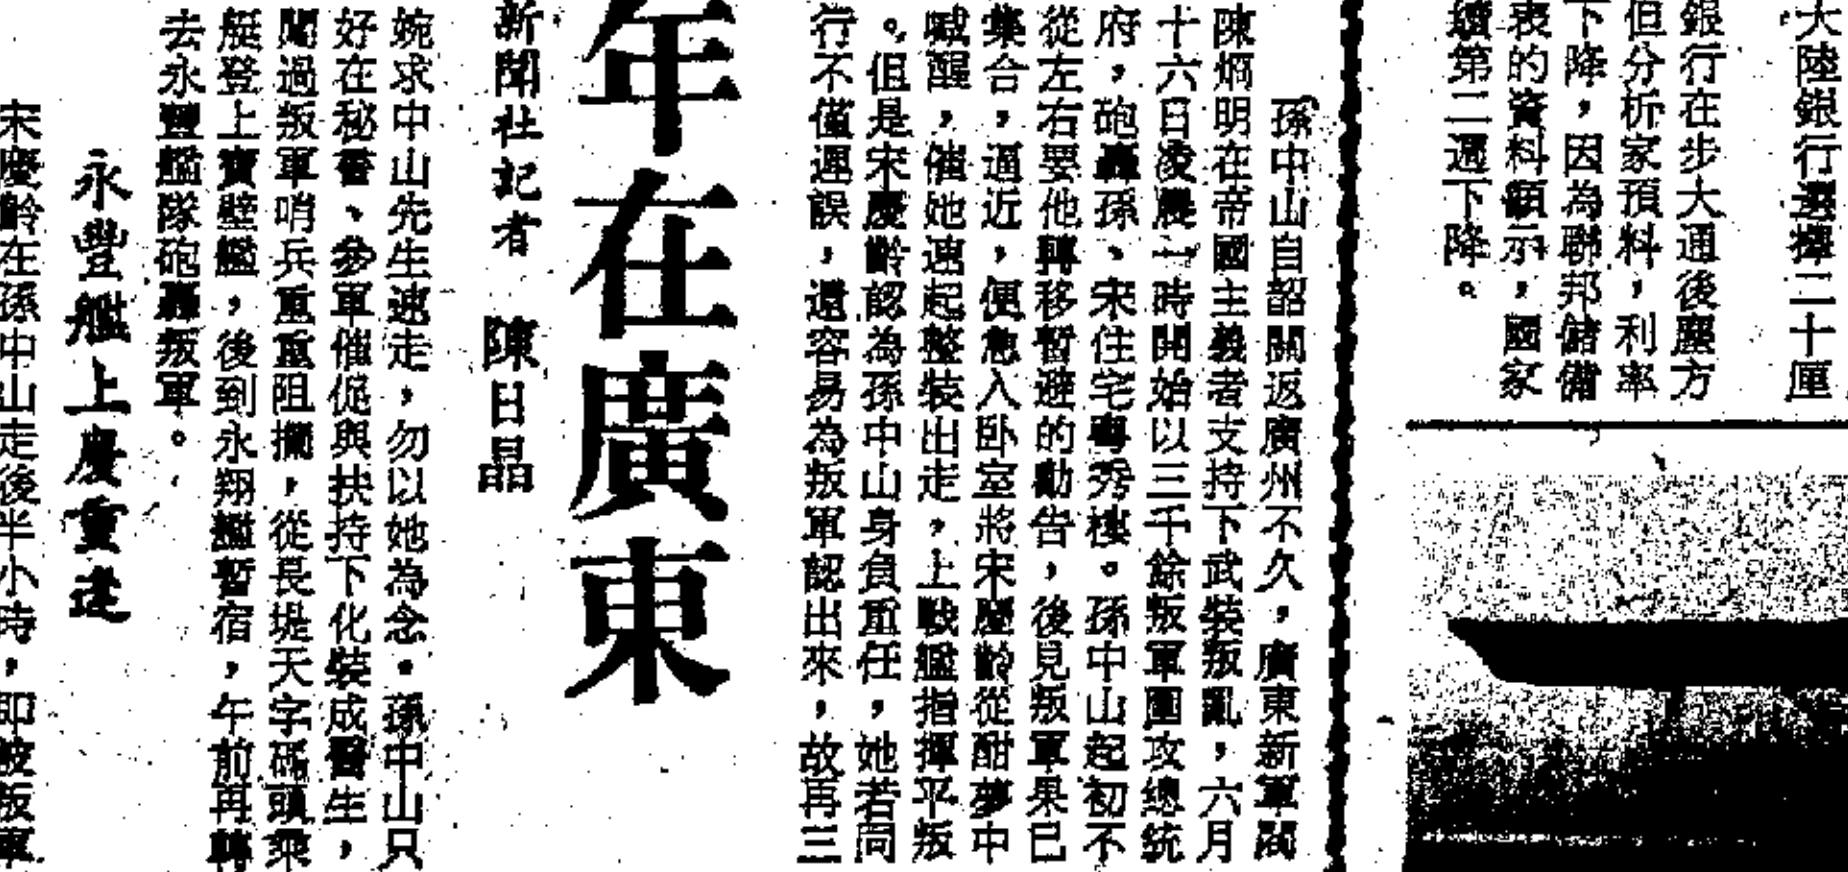 大陸銀行選擇二十厘
銀行在步大通後塵方
但分析家預料，利率
下降，因為聯邦儲備
表的資料顯示，國家
續第二週下降。
年在廣東
新聞社記者　陳日晶
孫中山自韶關返廣州不久，廣東新軍閥
陳炯明在帝國主義者支持下武裝叛亂，六月
十六日凌晨一時開始以三千餘叛軍圍攻總統
府，砲轟孫、宋住宅粵秀樓。孫中山起初不
從左右要他轉移暫避的勸告，後見叛軍果已
集合，逼近，便急入卧室將宋慶齡從酣夢中
喊醒，催她速起整裝出走，上戰艦指揮平叛
。但是宋慶齡認為孫中山身負重任，她若同
行不僅遲誤，還容易為叛軍認出來，故再三
婉求中山先生速走，勿以她為念。孫中山只
好在秘書、參軍催促與扶持下化裝成醫生，
闖過叛軍哨兵重重阻攔，從長堤天字碼頭乘
艇登上寶壁艦，後到永翔艦暫宿，午前再轉
去永豐艦隊砲轟叛軍。
永豐艦上慶重逢
宋慶齡在孫中山走後半小時，即被叛軍